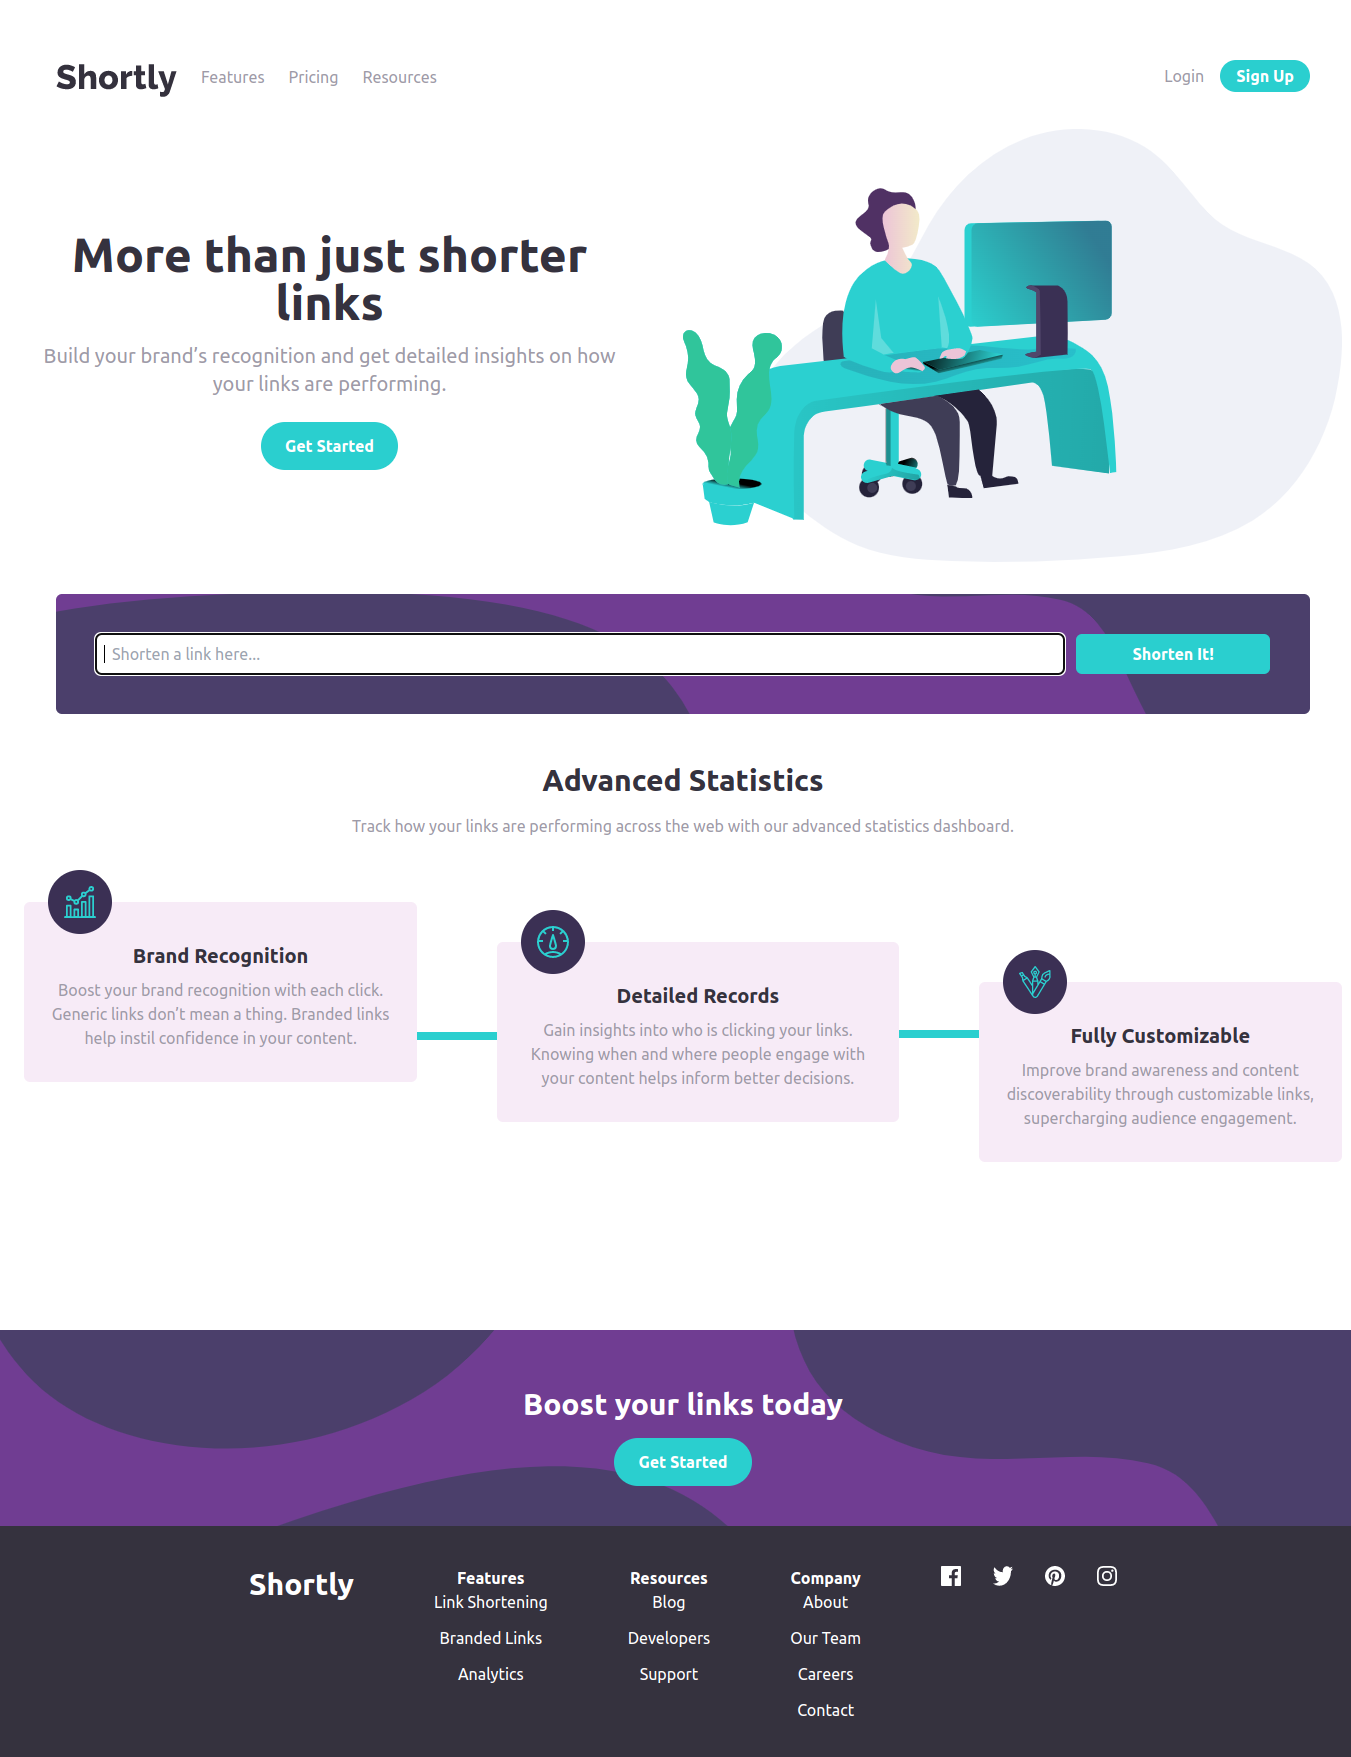 Shortly
Features
Pricing
Resources
Login
Sign Up
More than just shorter
links
Build your brand’s recognition and get detailed insights on how
your links are performing.
Get Started
Shorten a link here...
Shorten It!
Advanced Statistics
Track how your links are performing across the web with our advanced statistics dashboard.
Brand Recognition
Boost your brand recognition with each click.
Generic links don’t mean a thing. Branded links
help instil confidence in your content.
Detailed Records
Gain insights into who is clicking your links.
Knowing when and where people engage with
your content helps inform better decisions.
Fully Customizable
Improve brand awareness and content
discoverability through customizable links,
supercharging audience engagement.
Boost your links today
Get Started
Shortly
Features
Link Shortening
Branded Links
Analytics
Resources
Blog
Developers
Support
Company
About
Our Team
Careers
Contact